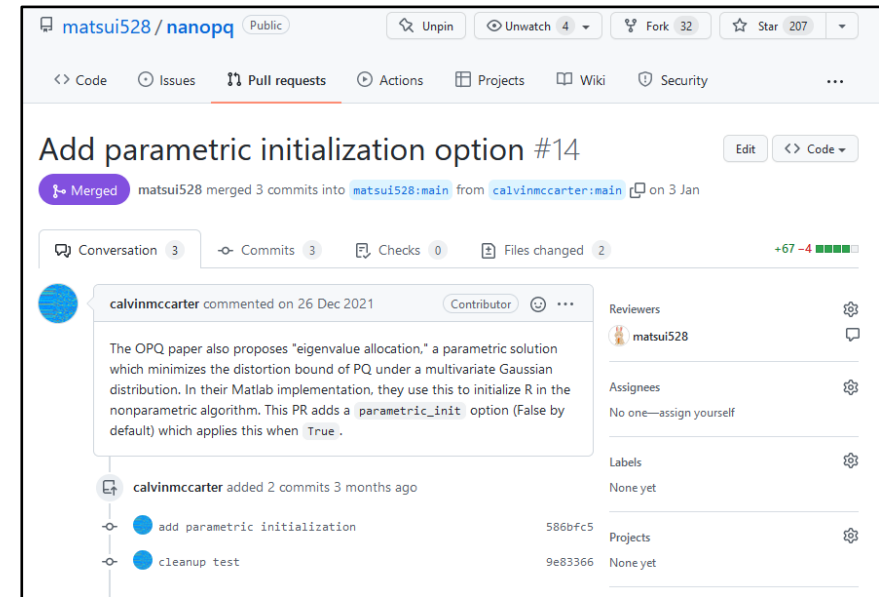 matsui528 / nanopq Public Unpin Unwatch 4 Fork 32 Star 207
<> Code Issues Pull requests Actions Projects Wiki Security ...
Add parametric initialization option #14 Edit <> Code
Merged matsui528 merged 3 commits into matsui528:main from calvinmccarter:main on 3 Jan
Conversation 3 Commits 3 Checks 0 Files changed 2 +67 −4
calvinmccarter commented on 26 Dec 2021 Contributor ...
The OPQ paper also proposes "eigenvalue allocation," a parametric solution
which minimizes the distortion bound of PQ under a multivariate Gaussian
distribution. In their Matlab implementation, they use this to initialize R in the
nonparametric algorithm. This PR adds a parametric_init option (False by
default) which applies this when True .
calvinmccarter added 2 commits 3 months ago
add parametric initialization 586bfc5
cleanup test 9e83366
Reviewers
matsui528
Assignees
No one—assign yourself
Labels
None yet
Projects
None yet